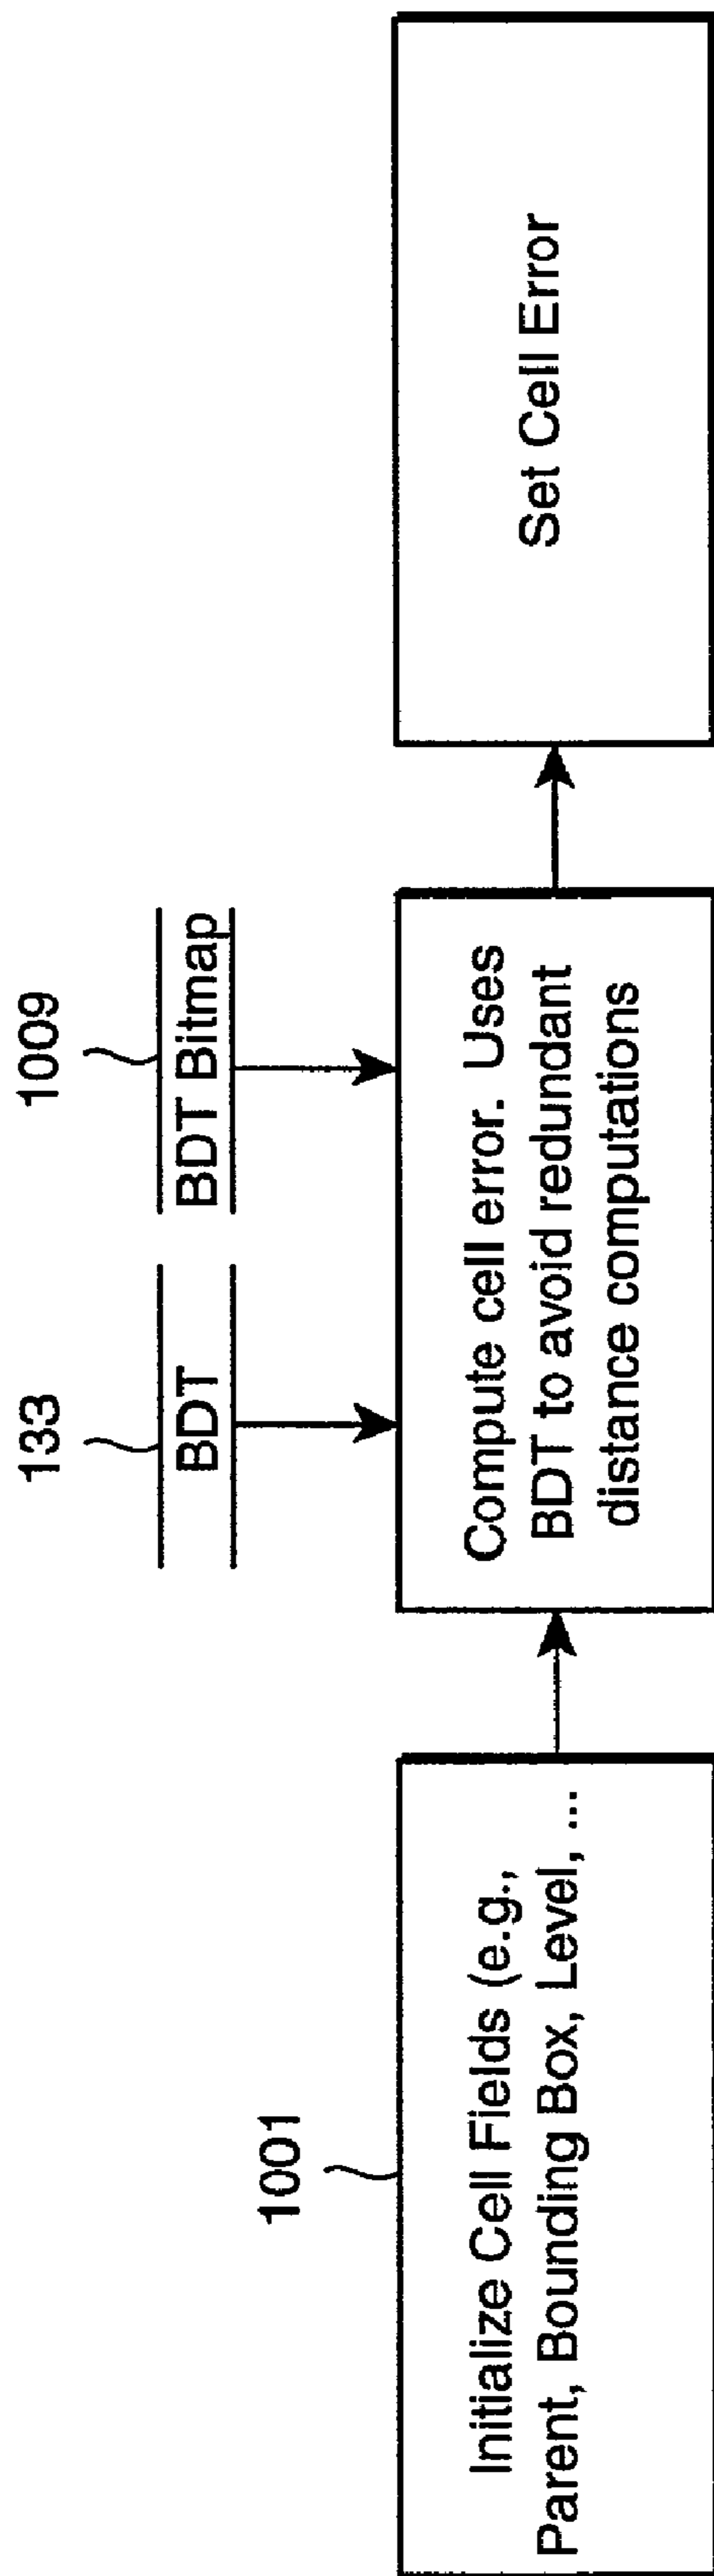 1001
Initialize Cell Fields (e.g.,
Parent, Bounding Box, Level, ...
133
BDT
1009
BDT Bitmap
Compute cell error. Uses
BDT to avoid redundant
distance computations
Set Cell Error